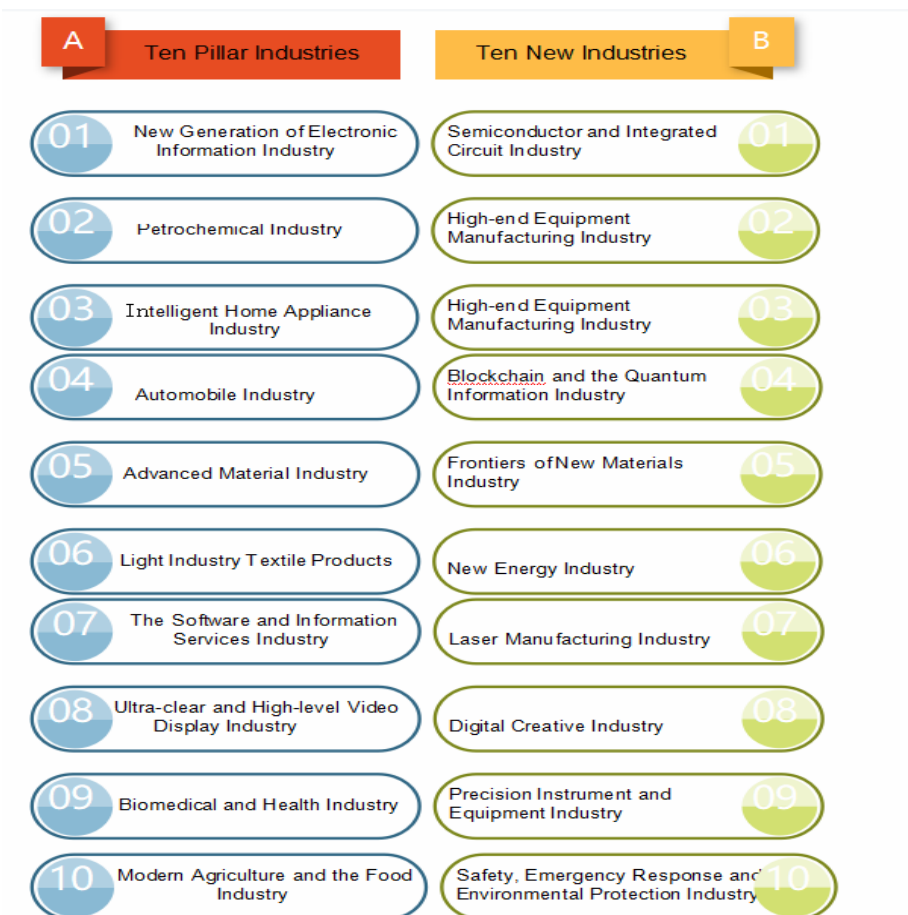 A
Ten Pillar Industries
01
New Generation of Electronic
Information Industry
02
Petrochemical Industry
03
Intelligent Home Appliance
Industry
04
Automobile Industry
05
Advanced Material Industry
06
Light Industry Textile Products
07
The Software and Information
Services Industry
08
Ultra-clear and High-level Video
Display Industry
09
Biomedical and Health Industry
10
Modern Agriculture and the Food
Industry
Ten New Industries
B
Semiconductor and Integrated
Circuit Industry
01
High-end Equipment
Manufacturing Industry
02
High-end Equipment
Manufacturing Industry
03
Blockchain and the Quantum
Information Industry
04
Frontiers of New Materials
Industry
05
New Energy Industry
06
Laser Manufacturing Industry
07
Digital Creative Industry
08
Precision Instrument and
Equipment Industry
09
Safety, Emergency Response and
Environmental Protection Industry
10